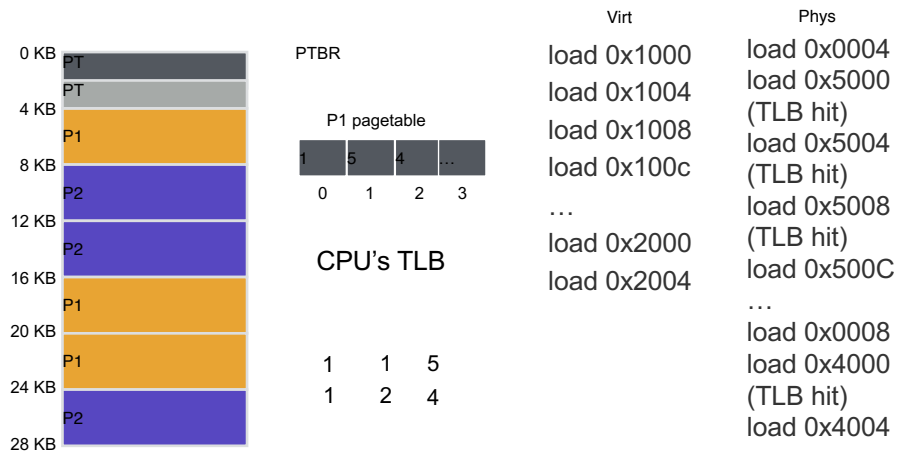 Virt
Phys
0 KB
PT
PT
4 KB
P1
8 KB
P2
12 KB
P2
16 KB
P1
20 KB
P1
24 KB
P2
28 KB
PTBR
P1 pagetable
1 5 4 …
0 1 2 3
CPU's TLB
1 1 5
1 2 4
load 0x1000
load 0x1004
load 0x1008
load 0x100c
…
load 0x2000
load 0x2004
load 0x0004
load 0x5000
(TLB hit)
load 0x5004
(TLB hit)
load 0x5008
(TLB hit)
load 0x500C
…
load 0x0008
load 0x4000
(TLB hit)
load 0x4004